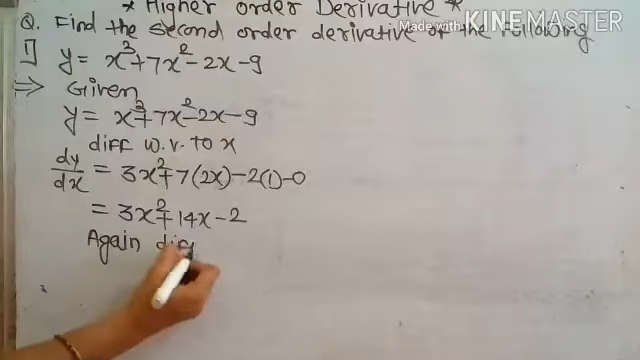 * Higher order Derivative *
Made with KINEMASTER
Q. Find the second order derivative of the following
1] y = x³+7x²-2x-9
⇒ Given
y = x³+7x²-2x-9
diff w.r.to x
dy/dx = 3x²+7(2x)-2(1)-0
= 3x²+14x-2
Again dif